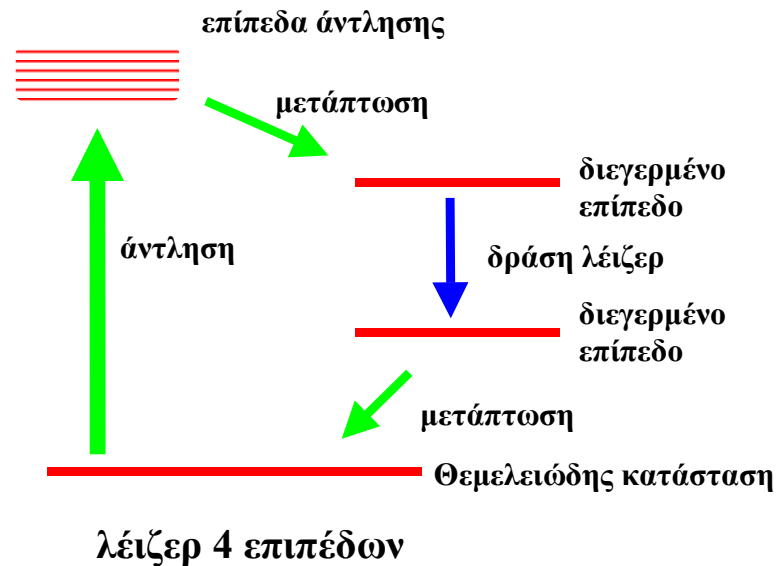 επίπεδα άντλησης
μετάπτωση
διεγερμένο
επίπεδο
άντληση
δράση λέιζερ
διεγερμένο
επίπεδο
μετάπτωση
Θεμελειώδης κατάσταση
λέιζερ 4 επιπέδων